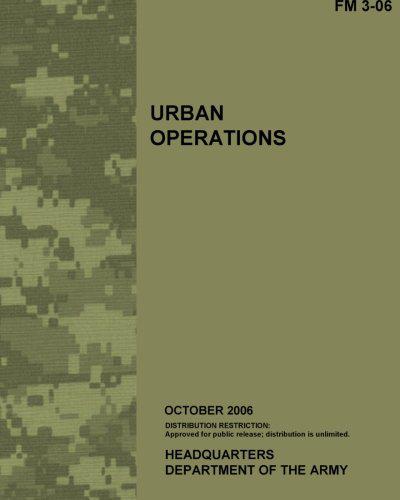 FM 3-06
URBAN
OPERATIONS
OCTOBER 2006
DISTRIBUTION RESTRICTION:
Approved for public release; distribution is unlimited.
HEADQUARTERS
DEPARTMENT OF THE ARMY